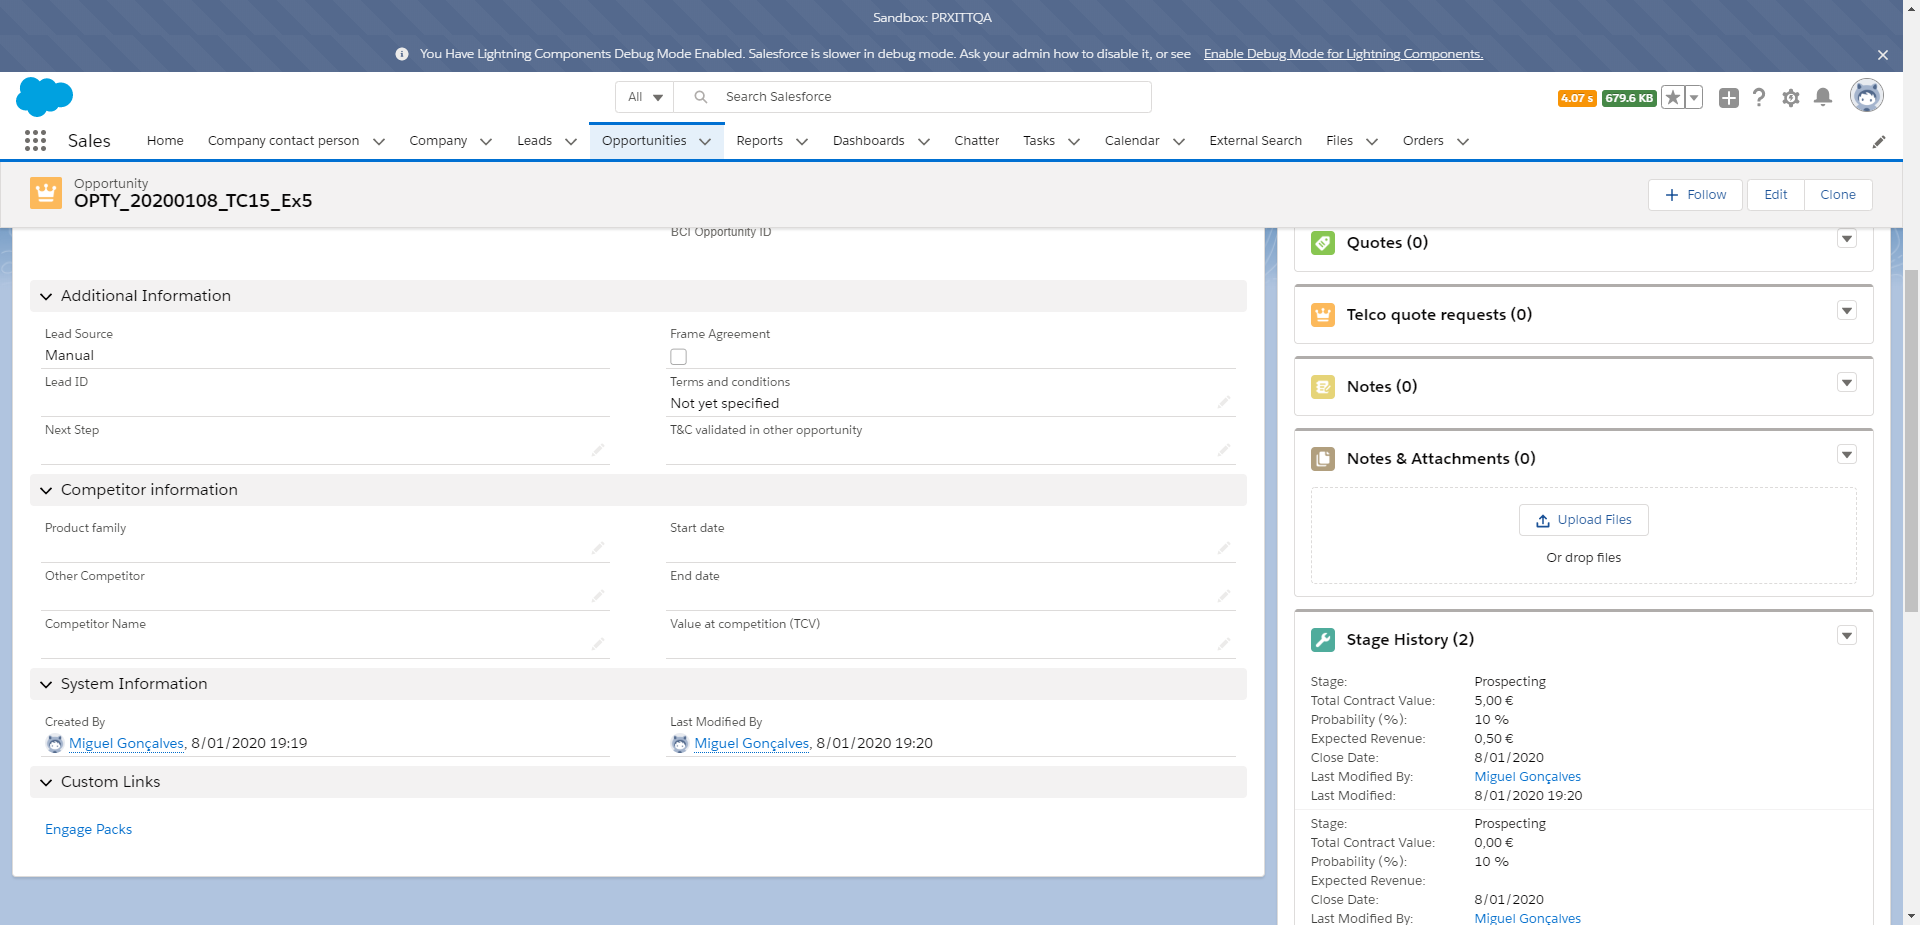 Sandbox: PRXITTQA
You Have Lightning Components Debug Mode Enabled. Salesforce is slower in debug mode. Ask your admin how to disable it, or see Enable Debug Mode for Lightning Components.
All Search Salesforce
4.07 s 679.6 KB
Sales Home Company contact person Company Leads Opportunities Reports Dashboards Chatter Tasks Calendar External Search Files Orders
Opportunity
OPTY_20200108_TC15_Ex5
Follow Edit Clone
BCI Opportunity ID
Additional Information
Lead Source
Manual
Frame Agreement
Lead ID
Terms and conditions
Not yet specified
Next Step
T&C validated in other opportunity
Competitor information
Product family
Start date
Other Competitor
End date
Competitor Name
Value at competition (TCV)
System Information
Created By
Miguel Gonçalves, 8/01/2020 19:19
Last Modified By
Miguel Gonçalves, 8/01/2020 19:20
Custom Links
Engage Packs
Quotes (0)
Telco quote requests (0)
Notes (0)
Notes & Attachments (0)
Upload Files
Or drop files
Stage History (2)
Stage: Prospecting
Total Contract Value: 5,00 €
Probability (%): 10 %
Expected Revenue: 0,50 €
Close Date: 8/01/2020
Last Modified By: Miguel Gonçalves
Last Modified: 8/01/2020 19:20
Stage: Prospecting
Total Contract Value: 0,00 €
Probability (%): 10 %
Expected Revenue:
Close Date: 8/01/2020
Last Modified By: Miguel Gonçalves